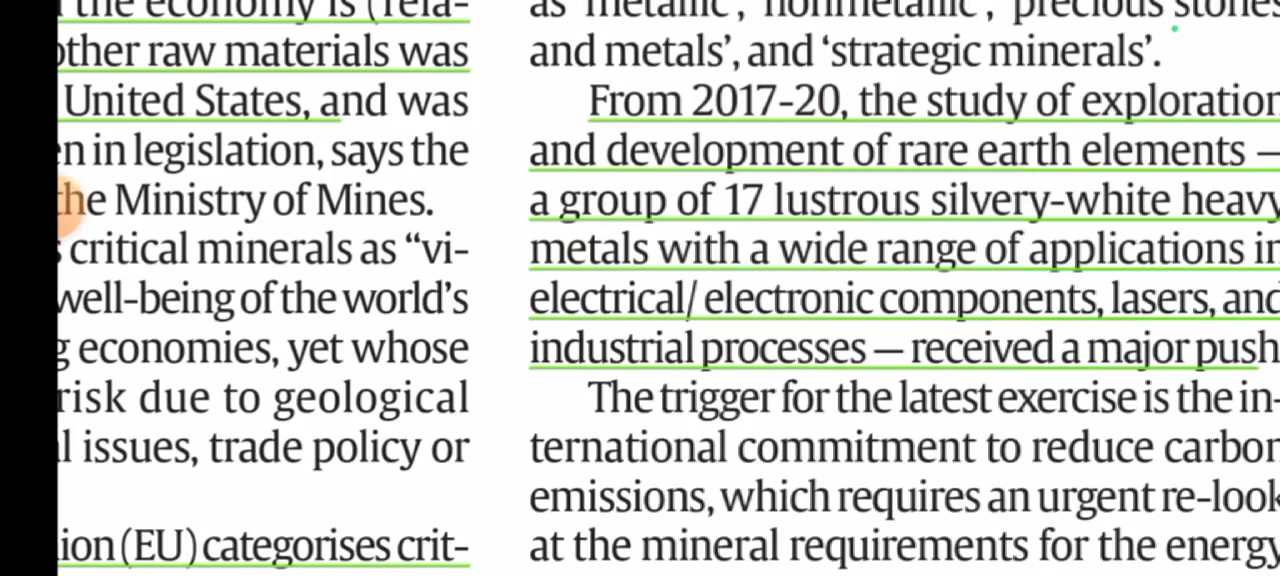 the economy is (rela-
other raw materials was
United States, and was
in legislation, says the
the Ministry of Mines.
critical minerals as “vi-
well-being of the world’s
economies, yet whose
risk due to geological
issues, trade policy or
(EU) categorises crit-
as ‘metallic’, ‘nonmetallic’, ‘precious stones
and metals’, and ‘strategic minerals’.
From 2017-20, the study of exploration
and development of rare earth elements —
a group of 17 lustrous silvery-white heavy
metals with a wide range of applications in
electrical/ electronic components, lasers, and
industrial processes — received a major push
The trigger for the latest exercise is the in-
ternational commitment to reduce carbon
emissions, which requires an urgent re-look
at the mineral requirements for the energy